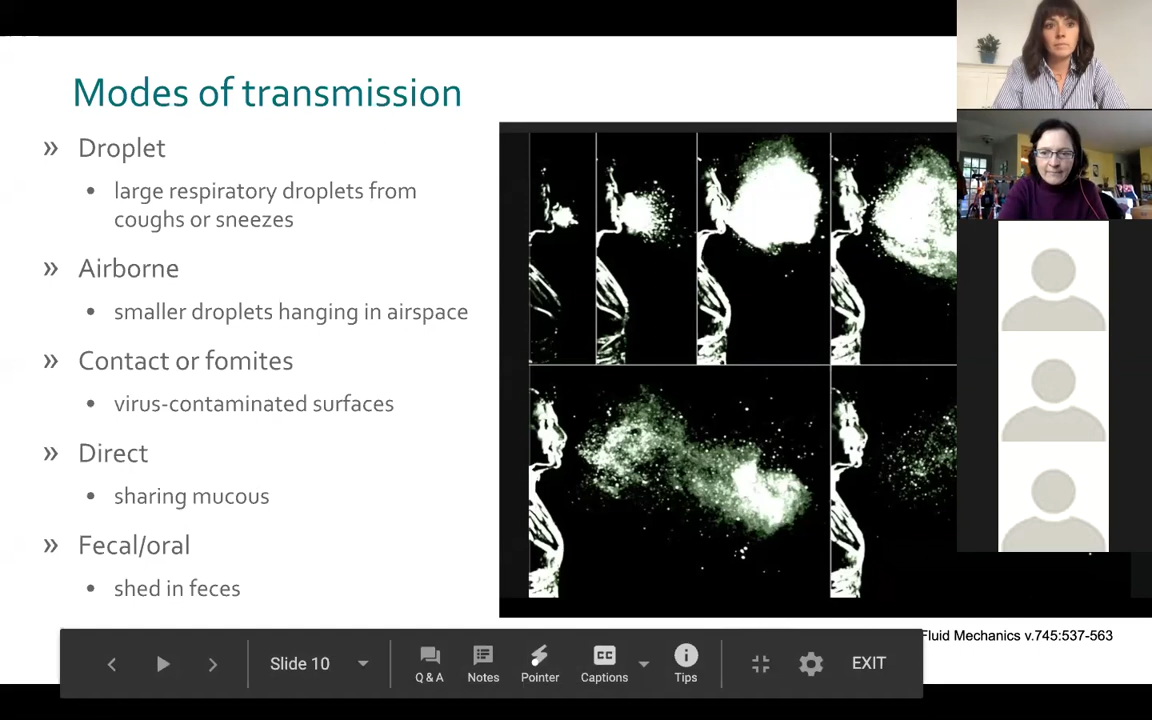 Modes of transmission
» Droplet
• large respiratory droplets from
coughs or sneezes
» Airborne
• smaller droplets hanging in airspace
» Contact or fomites
• virus-contaminated surfaces
» Direct
• sharing mucous
» Fecal/oral
• shed in feces
Fluid Mechanics v.745:537-563
Slide 10
Q & A
Notes
Pointer
CC
Captions
Tips
EXIT